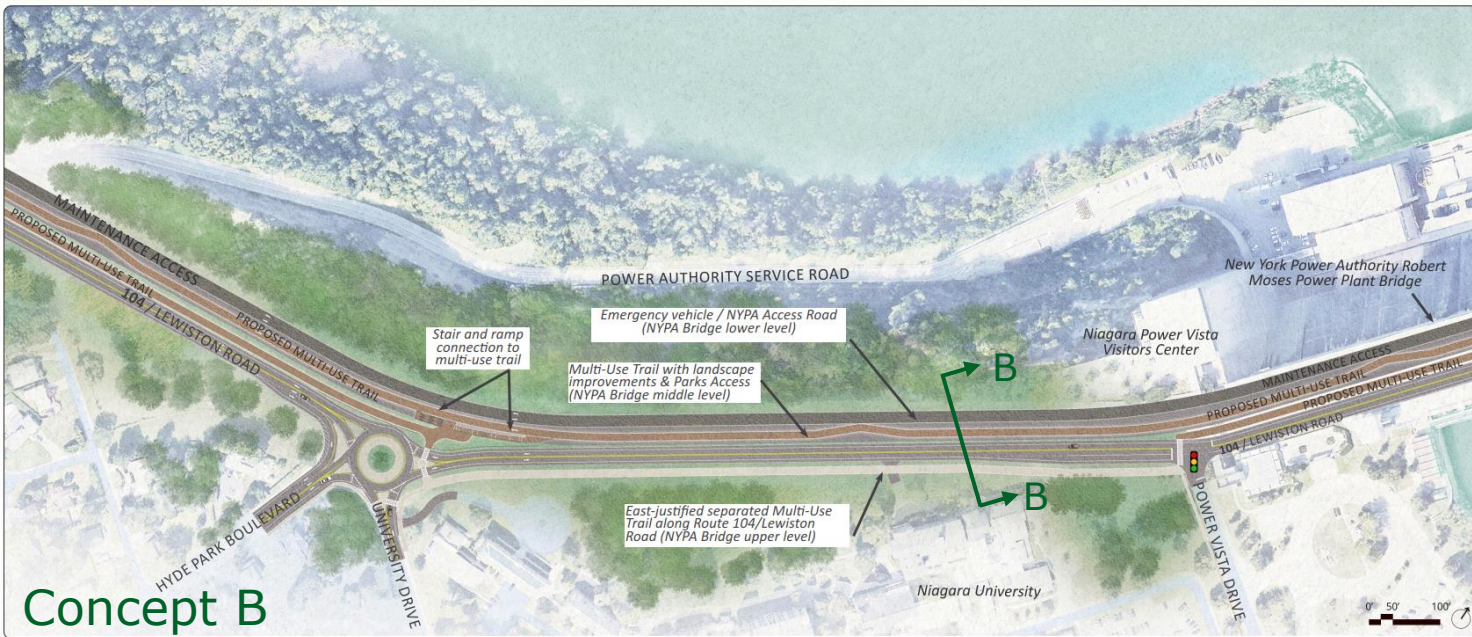 MAINTENANCE ACCESS
PROPOSED MULTI-USE TRAIL
PROPOSED MULTI-USE TRAIL
104 / LEWISTON ROAD
POWER AUTHORITY SERVICE ROAD
Stair and ramp
connection to
multi-use trail
Emergency vehicle / NYPA Access Road
(NYPA Bridge lower level)
Multi-Use Trail with landscape
improvements & Parks Access
(NYPA Bridge middle level)
New York Power Authority Robert
Moses Power Plant Bridge
Niagara Power Vista
Visitors Center
B
B
MAINTENANCE ACCESS
PROPOSED MULTI-USE TRAIL
PROPOSED MULTI-USE TRAIL
104 / LEWISTON ROAD
East-justified separated Multi-Use
Trail along Route 104/Lewiston
Road (NYPA Bridge upper level)
HYDE PARK BOULEVARD
UNIVERSITY DRIVE
POWER VISTA DRIVE
Niagara University
Concept B
0' 50' 100'